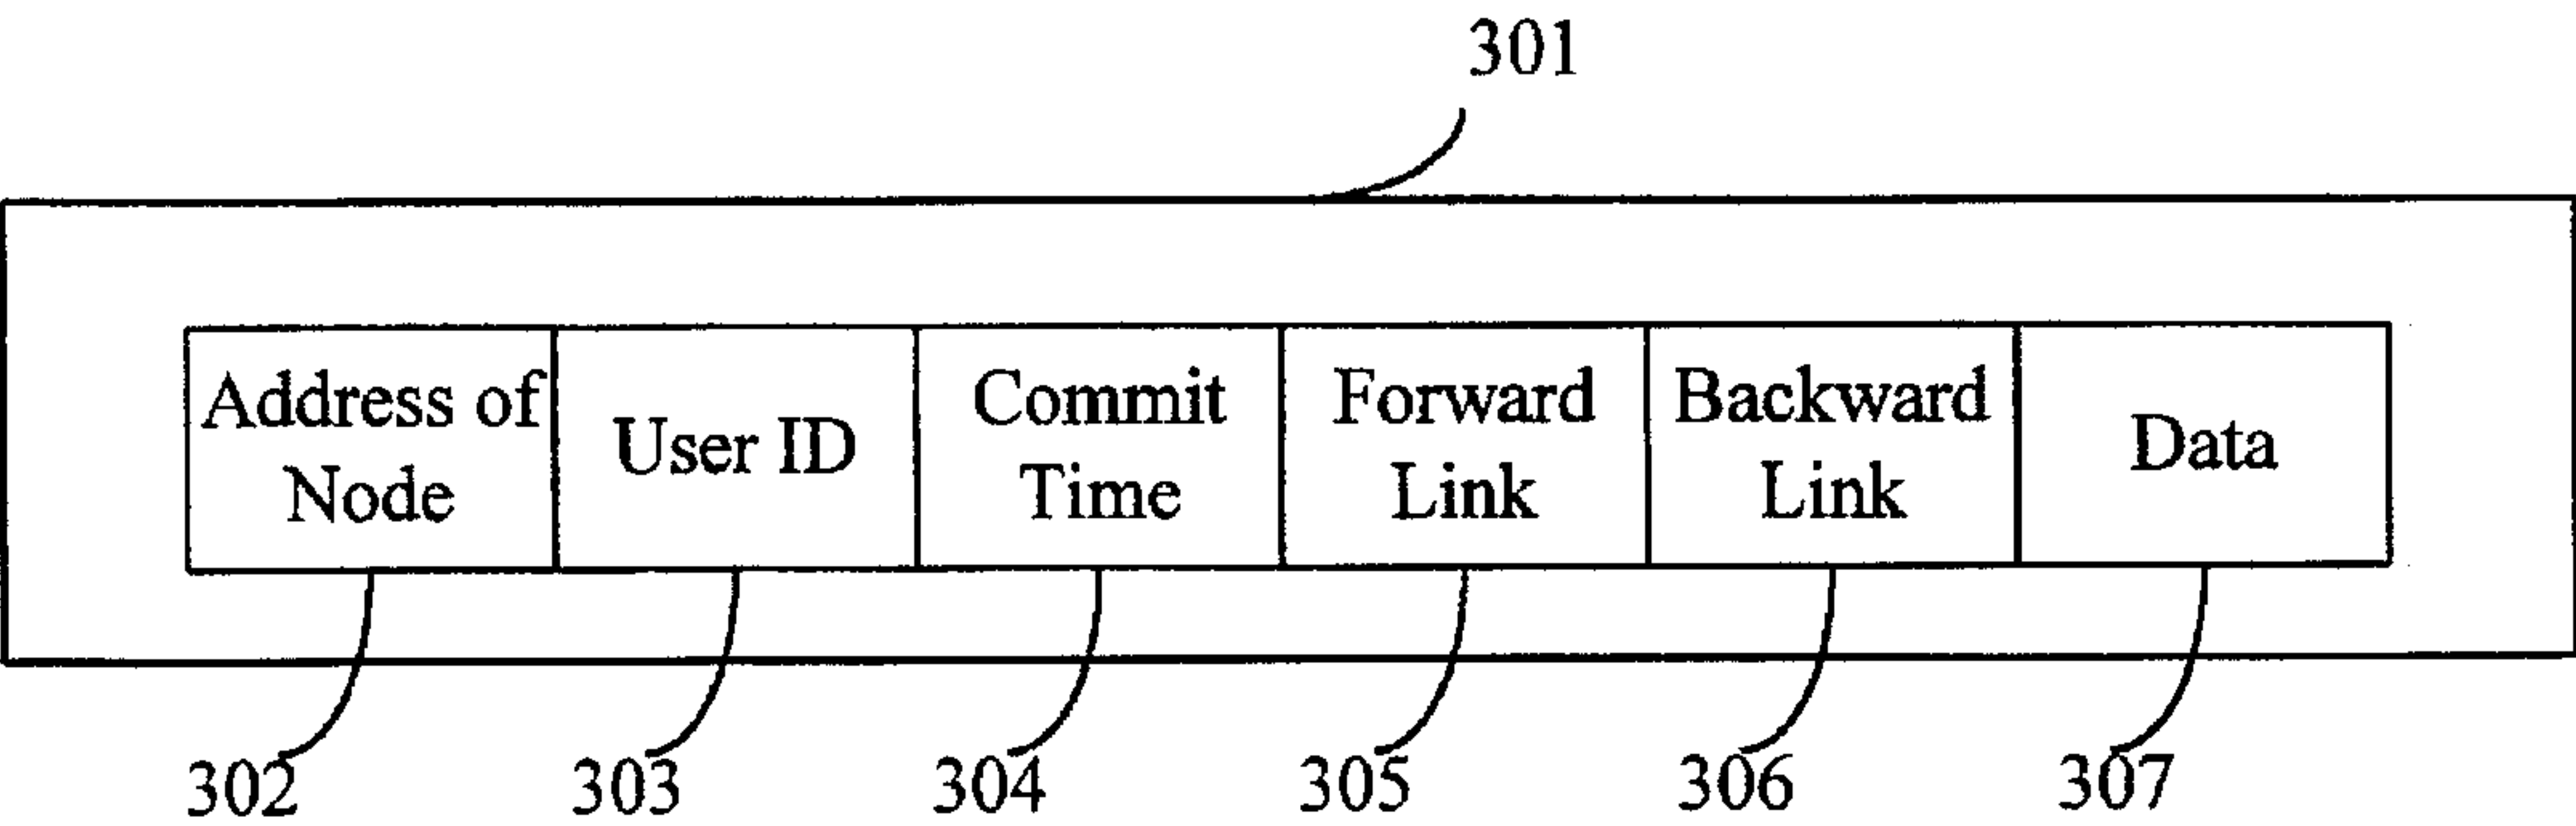 301
Address of
Node
User ID
Commit
Time
Forward
Link
Backward
Link
Data
302
303
304
305
306
307